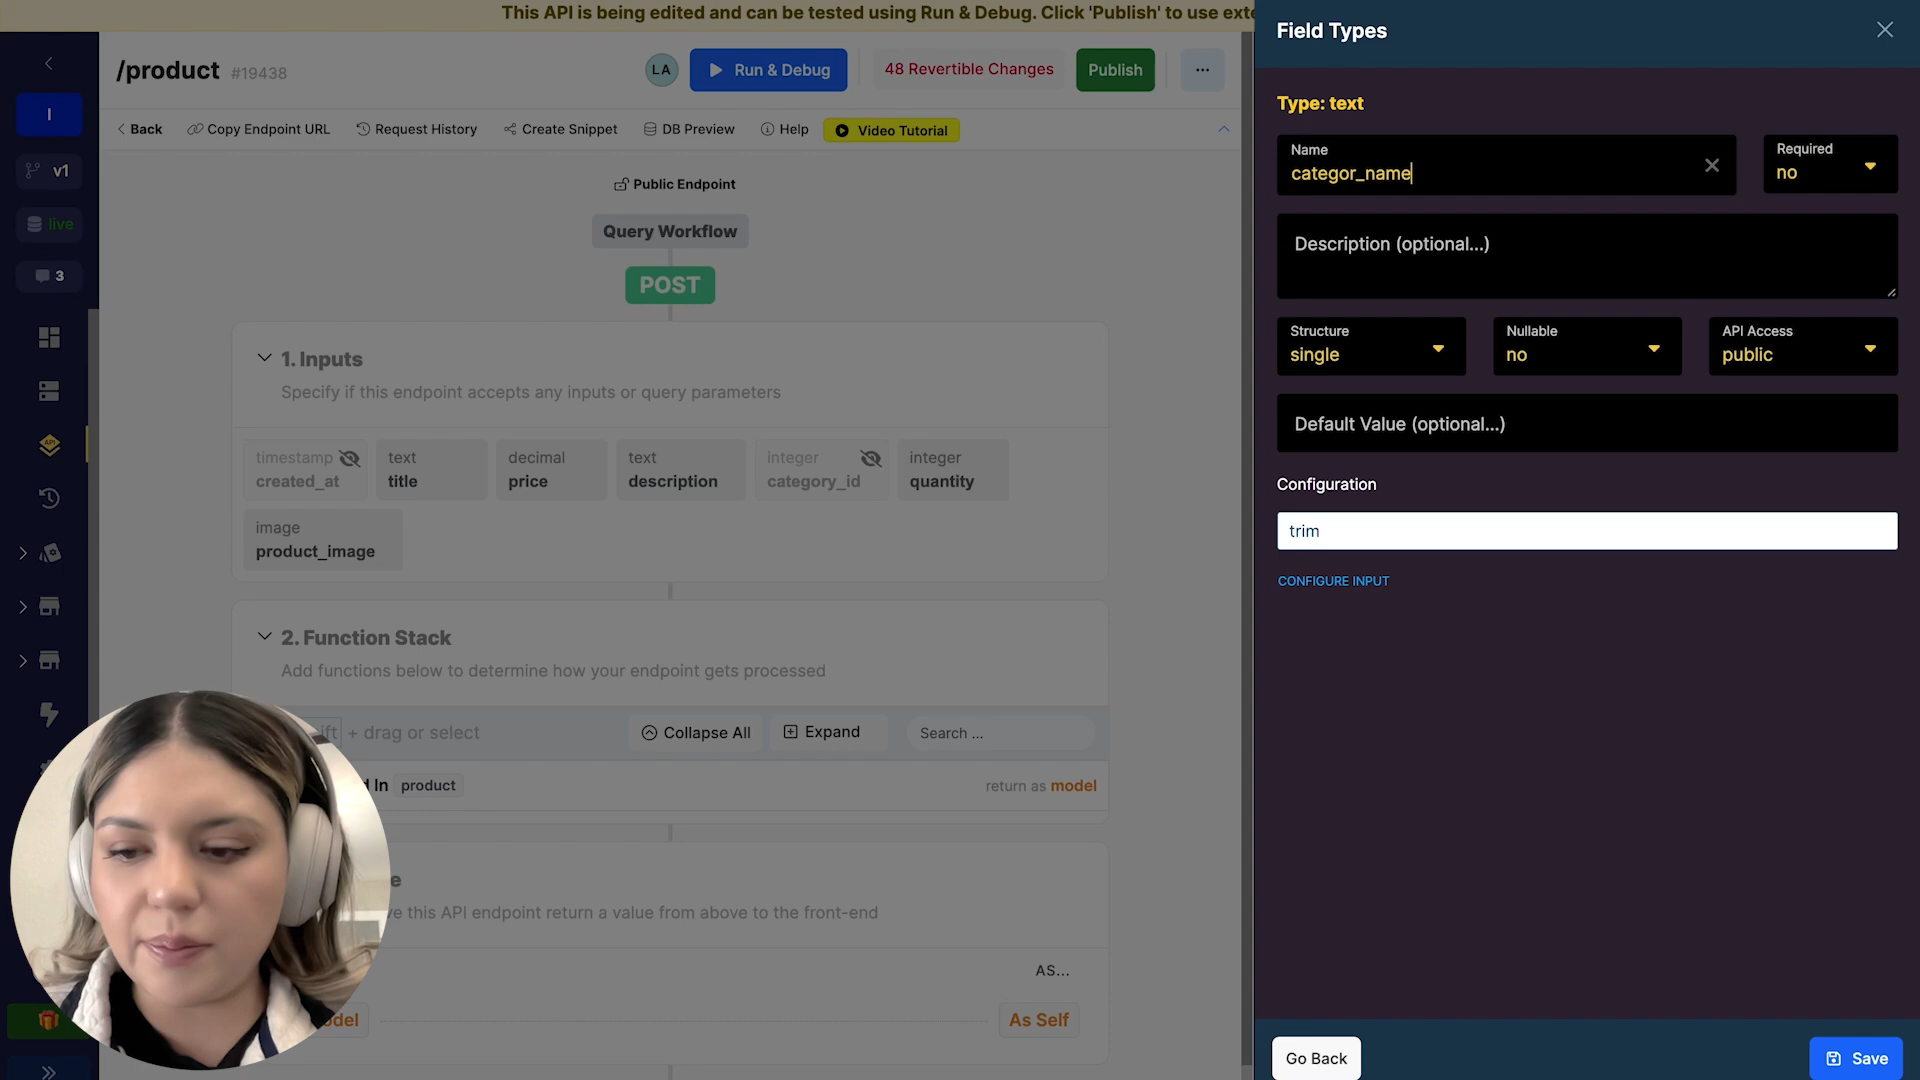 This API is being edited and can be tested using Run & Debug. Click 'Publish' to use exte
Field Types
I
v1
live
3
/product #19438
LA
Run & Debug
48 Revertible Changes
Publish
...
Back
Copy Endpoint URL
Request History
Create Snippet
DB Preview
Help
Video Tutorial
Public Endpoint
Query Workflow
POST
1. Inputs
Specify if this endpoint accepts any inputs or query parameters
timestamp
created_at
text
title
decimal
price
text
description
integer
category_id
integer
quantity
image
product_image
2. Function Stack
Add functions below to determine how your endpoint gets processed
+ drag or select
Collapse All
Expand
Search ...
In product
return as model
this API endpoint return a value from above to the front-end
AS...
As Self
Type: text
Name
categor_name
Required
no
Description (optional...)
Structure
single
Nullable
no
API Access
public
Default Value (optional...)
Configuration
trim
CONFIGURE INPUT
Go Back
Save